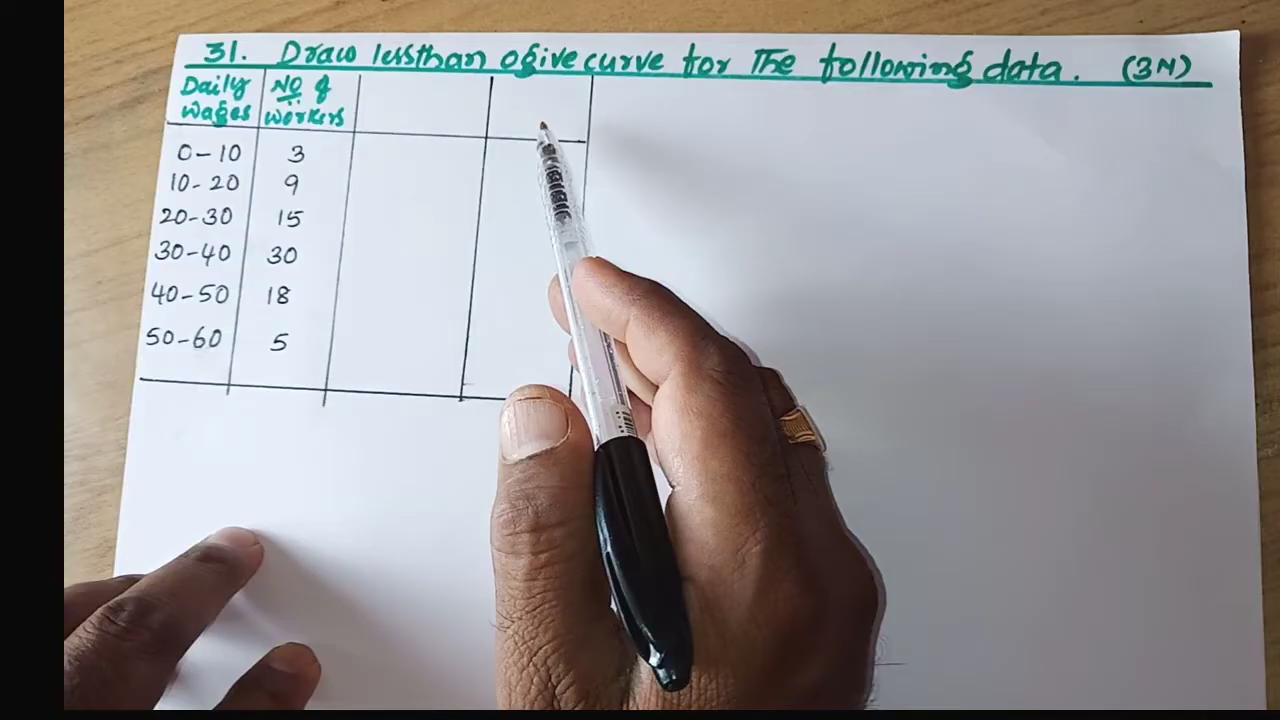 31. Draw lessthan ogive curve for The following data. (3M)
Daily wages | No of workers
0-10 | 3
10-20 | 9
20-30 | 15
30-40 | 30
40-50 | 18
50-60 | 5